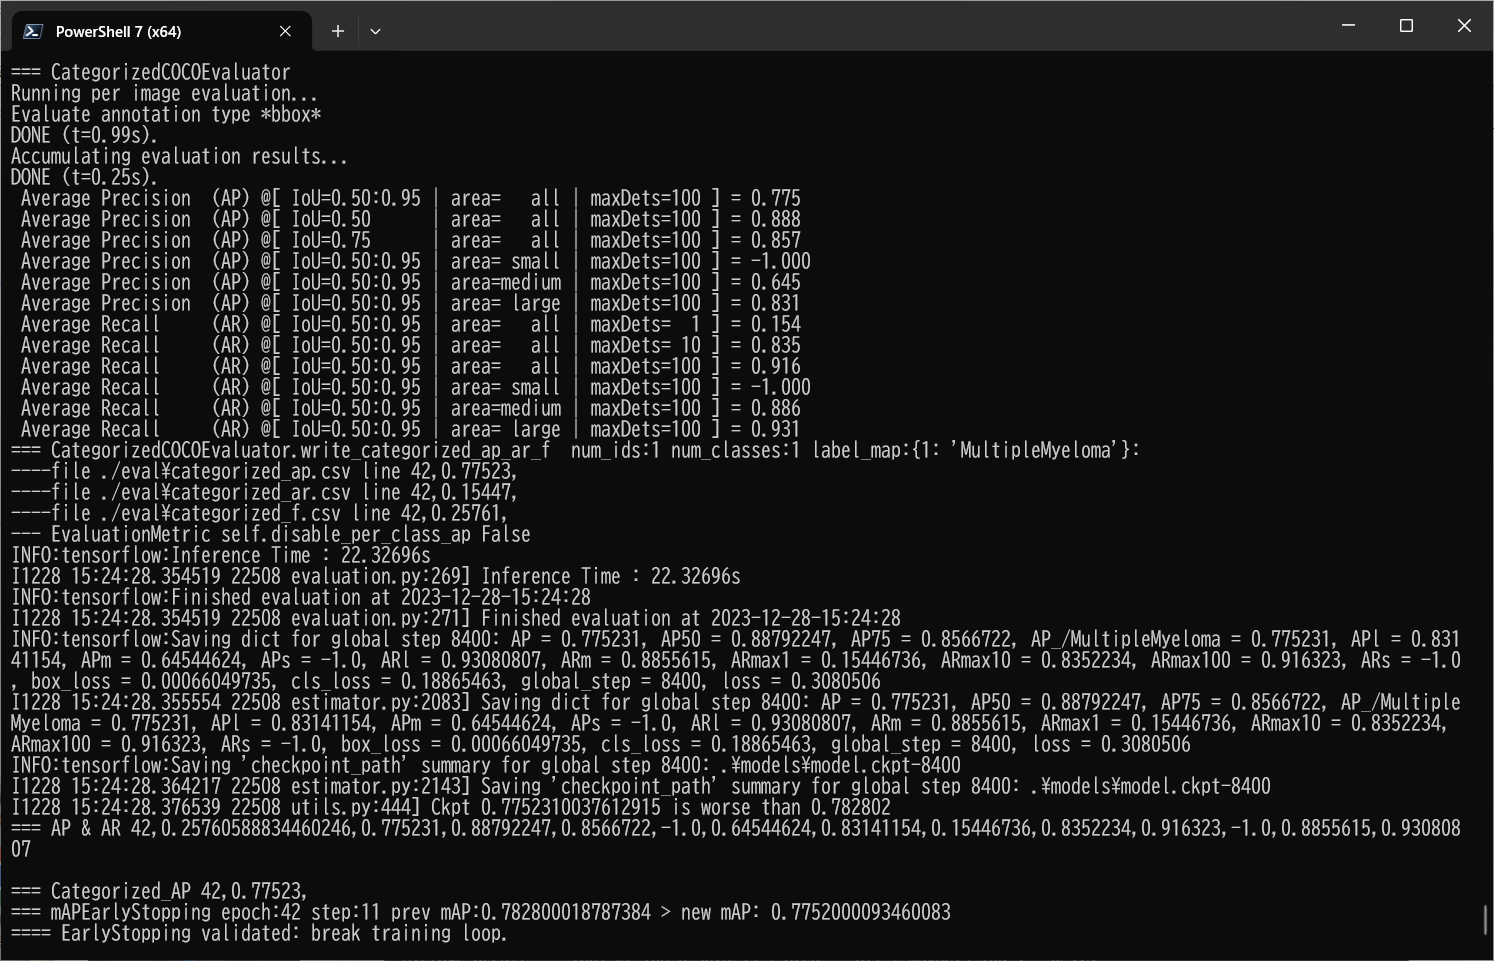 PowerShell 7 (x64)
=== CategorizedCOCOEvaluator
Running per image evaluation...
Evaluate annotation type *bbox*
DONE (t=0.99s).
Accumulating evaluation results...
DONE (t=0.25s).
 Average Precision  (AP) @[ IoU=0.50:0.95 | area=   all | maxDets=100 ] = 0.775
 Average Precision  (AP) @[ IoU=0.50      | area=   all | maxDets=100 ] = 0.888
 Average Precision  (AP) @[ IoU=0.75      | area=   all | maxDets=100 ] = 0.857
 Average Precision  (AP) @[ IoU=0.50:0.95 | area= small | maxDets=100 ] = -1.000
 Average Precision  (AP) @[ IoU=0.50:0.95 | area=medium | maxDets=100 ] = 0.645
 Average Precision  (AP) @[ IoU=0.50:0.95 | area= large | maxDets=100 ] = 0.831
 Average Recall     (AR) @[ IoU=0.50:0.95 | area=   all | maxDets=  1 ] = 0.154
 Average Recall     (AR) @[ IoU=0.50:0.95 | area=   all | maxDets= 10 ] = 0.835
 Average Recall     (AR) @[ IoU=0.50:0.95 | area=   all | maxDets=100 ] = 0.916
 Average Recall     (AR) @[ IoU=0.50:0.95 | area= small | maxDets=100 ] = -1.000
 Average Recall     (AR) @[ IoU=0.50:0.95 | area=medium | maxDets=100 ] = 0.886
 Average Recall     (AR) @[ IoU=0.50:0.95 | area= large | maxDets=100 ] = 0.931
=== CategorizedCOCOEvaluator.write_categorized_ap_ar_f  num_ids:1 num_classes:1 label_map:{1: 'MultipleMyeloma'}:
----file ./eval¥categorized_ap.csv line 42,0.77523,
----file ./eval¥categorized_ar.csv line 42,0.15447,
----file ./eval¥categorized_f.csv line 42,0.25761,
--- EvaluationMetric self.disable_per_class_ap False
INFO:tensorflow:Inference Time : 22.32696s
I1228 15:24:28.354519 22508 evaluation.py:269] Inference Time : 22.32696s
INFO:tensorflow:Finished evaluation at 2023-12-28-15:24:28
I1228 15:24:28.354519 22508 evaluation.py:271] Finished evaluation at 2023-12-28-15:24:28
INFO:tensorflow:Saving dict for global step 8400: AP = 0.775231, AP50 = 0.88792247, AP75 = 0.8566722, AP_/MultipleMyeloma = 0.775231, APl = 0.831
41154, APm = 0.64544624, APs = -1.0, ARl = 0.93080807, ARm = 0.8855615, ARmax1 = 0.15446736, ARmax10 = 0.8352234, ARmax100 = 0.916323, ARs = -1.0
, box_loss = 0.00066049735, cls_loss = 0.18865463, global_step = 8400, loss = 0.3080506
I1228 15:24:28.355554 22508 estimator.py:2083] Saving dict for global step 8400: AP = 0.775231, AP50 = 0.88792247, AP75 = 0.8566722, AP_/Multiple
Myeloma = 0.775231, APl = 0.83141154, APm = 0.64544624, APs = -1.0, ARl = 0.93080807, ARm = 0.8855615, ARmax1 = 0.15446736, ARmax10 = 0.8352234,
ARmax100 = 0.916323, ARs = -1.0, box_loss = 0.00066049735, cls_loss = 0.18865463, global_step = 8400, loss = 0.3080506
INFO:tensorflow:Saving 'checkpoint_path' summary for global step 8400: .¥models¥model.ckpt-8400
I1228 15:24:28.364217 22508 estimator.py:2143] Saving 'checkpoint_path' summary for global step 8400: .¥models¥model.ckpt-8400
I1228 15:24:28.376539 22508 utils.py:444] Ckpt 0.7752310037612915 is worse than 0.782802
=== AP & AR 42,0.25760588834460246,0.775231,0.88792247,0.8566722,-1.0,0.64544624,0.83141154,0.15446736,0.8352234,0.916323,-1.0,0.8855615,0.930808
07
=== Categorized_AP 42,0.77523,
=== mAPEarlyStopping epoch:42 step:11 prev mAP:0.782800018787384 > new mAP: 0.7752000093460083
==== EarlyStopping validated: break training loop.